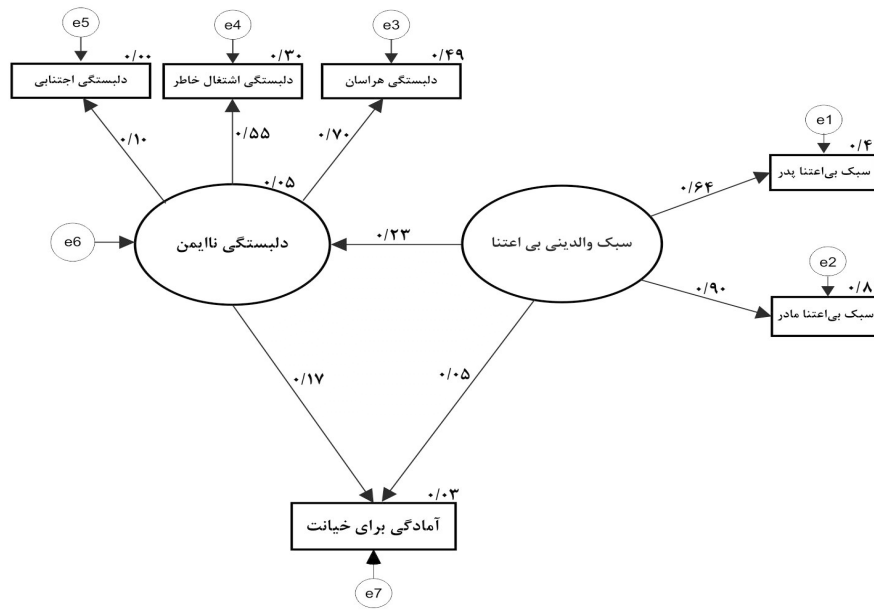 e5
e4
e3
۰/۰۰
۰/۳۰
۰/۴۹
دلبستگی اجتنابی
دلبستگی اشتغال خاطر
دلبستگی هراسان
۰/۱۰
۰/۵۵
۰/۷۰
e1
۰/۴
سبک بی‌اعتنا پدر
۰/۰۵
۰/۶۴
e6
دلبستگی ناایمن
۰/۲۳
سبک والدینی بی اعتنا
e2
۰/۸
سبک بی‌اعتنا مادر
۰/۹۰
۰/۱۷
۰/۰۵
۰/۰۳
آمادگی برای خیانت
e7